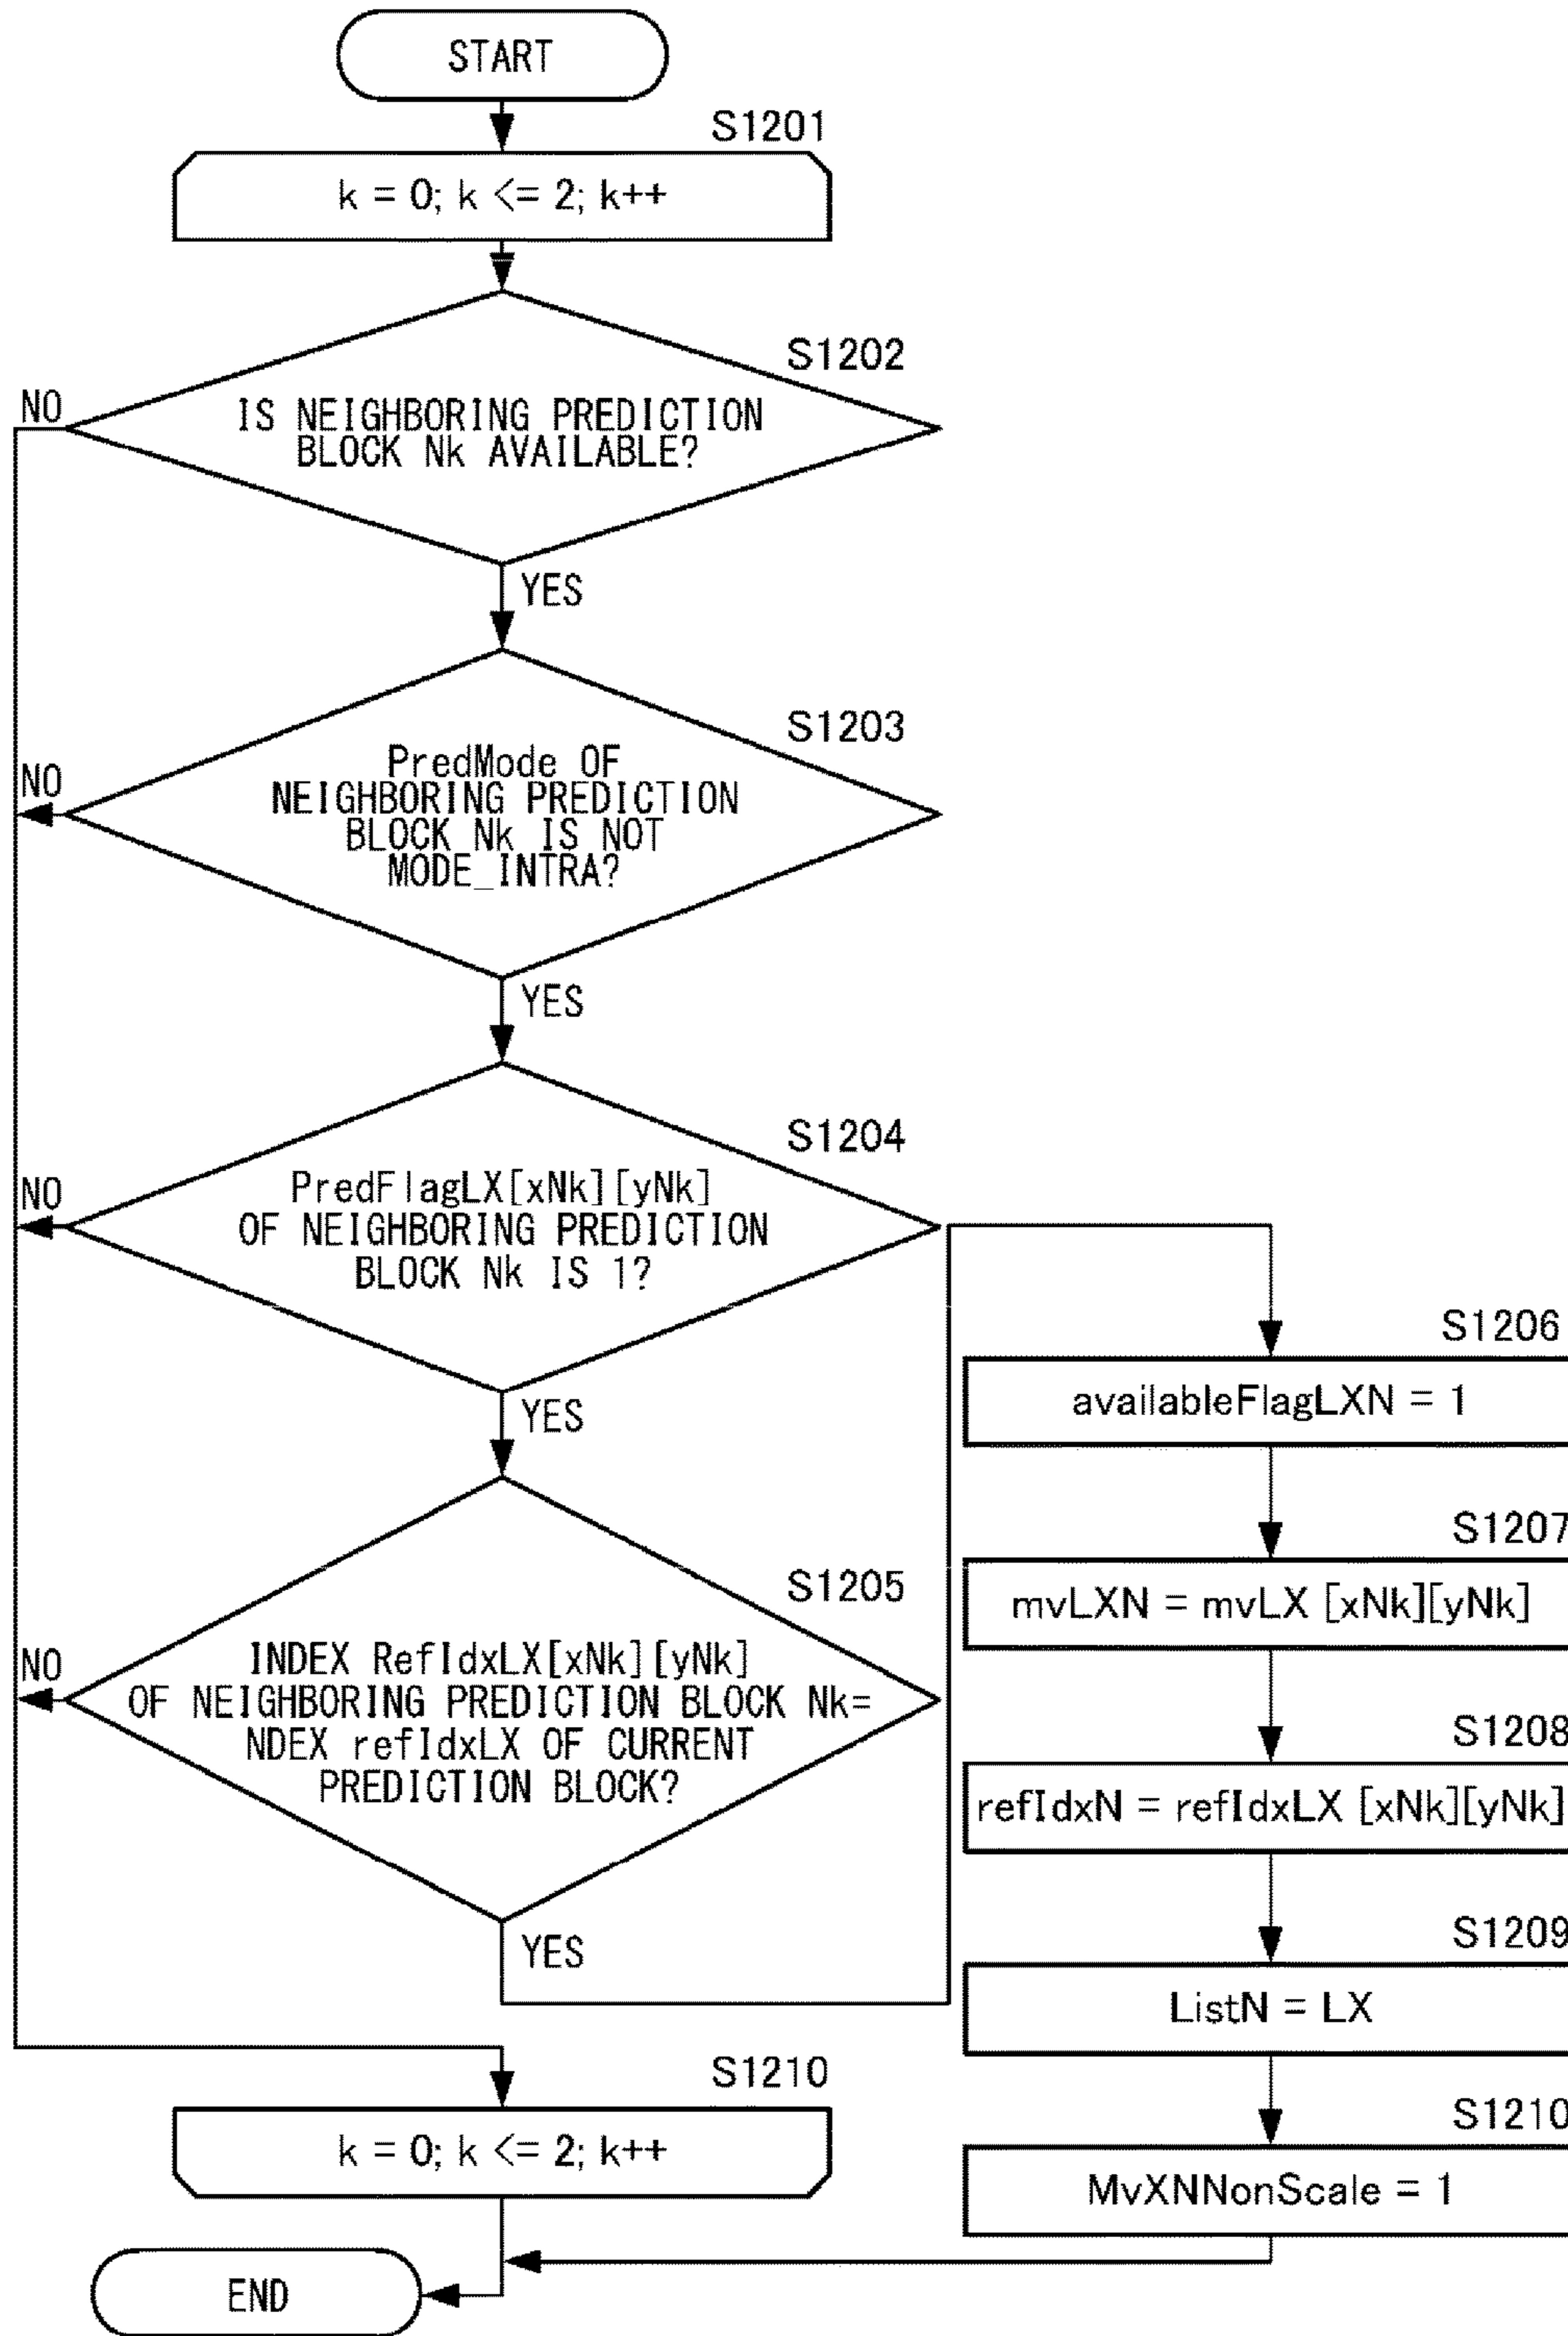 START
S1201
k = 0; k <= 2; k++
S1202
NO
IS NEIGHBORING PREDICTION
BLOCK Nk AVAILABLE?
YES
S1203
NO
PredMode OF
NEIGHBORING PREDICTION
BLOCK Nk IS NOT
MODE_INTRA?
YES
S1204
NO
PredFlagLX[xNk][yNk]
OF NEIGHBORING PREDICTION
BLOCK Nk IS 1?
YES
S1205
NO
INDEX RefIdxLX[xNk][yNk]
OF NEIGHBORING PREDICTION BLOCK Nk=
NDEX refIdxLX OF CURRENT
PREDICTION BLOCK?
YES
S1206
availableFlagLXN = 1
S1207
mvLXN = mvLX [xNk][yNk]
S1208
refIdxN = refIdxLX [xNk][yNk]
S1209
ListN = LX
S1210
MvXNNonScale = 1
S1210
k = 0; k <= 2; k++
END